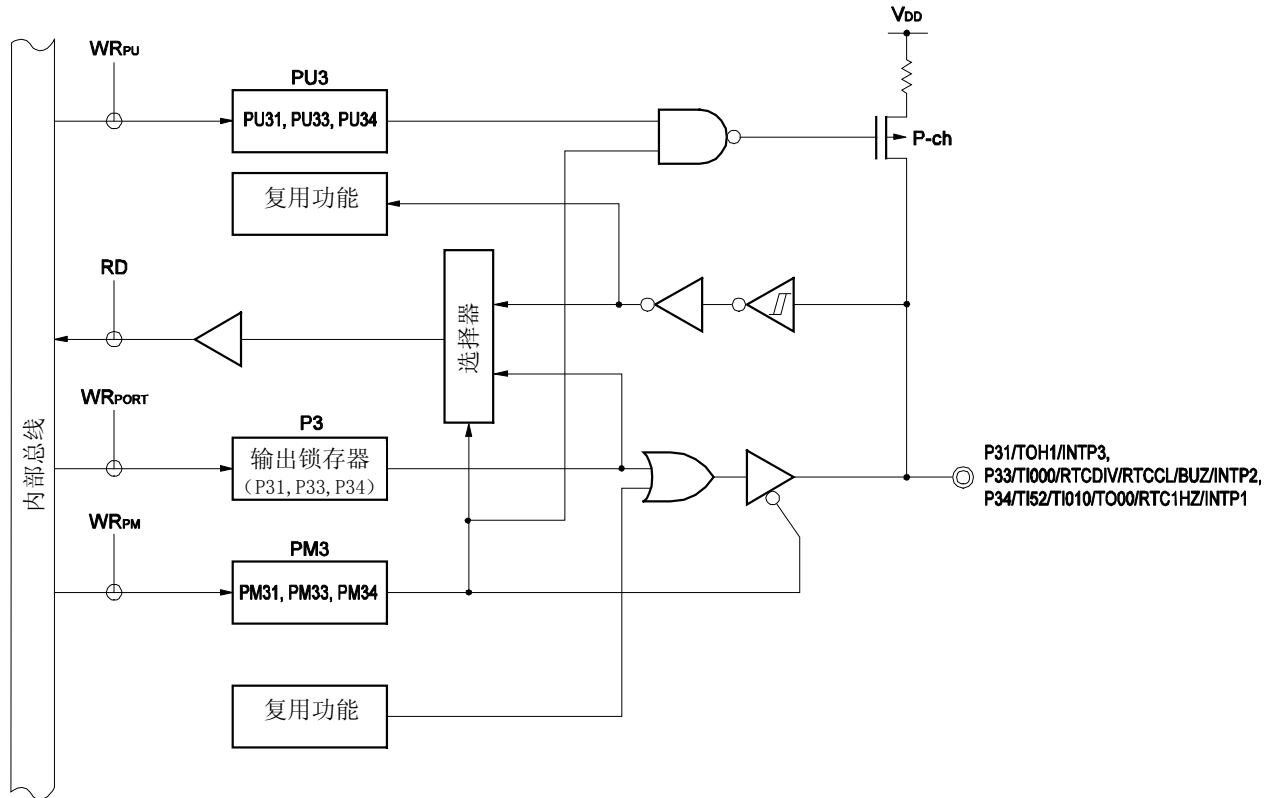 VDD
WRPU
PU3
PU31, PU33, PU34
P-ch
复用功能
RD
选择器
WRPORT
P3
输出锁存器
（P31, P33, P34）
内部总线
P31/TOH1/INTP3,
P33/TI000/RTCDIV/RTCCL/BUZ/INTP2,
P34/TI52/TI010/TO00/RTC1HZ/INTP1
WRPM
PM3
PM31, PM33, PM34
复用功能